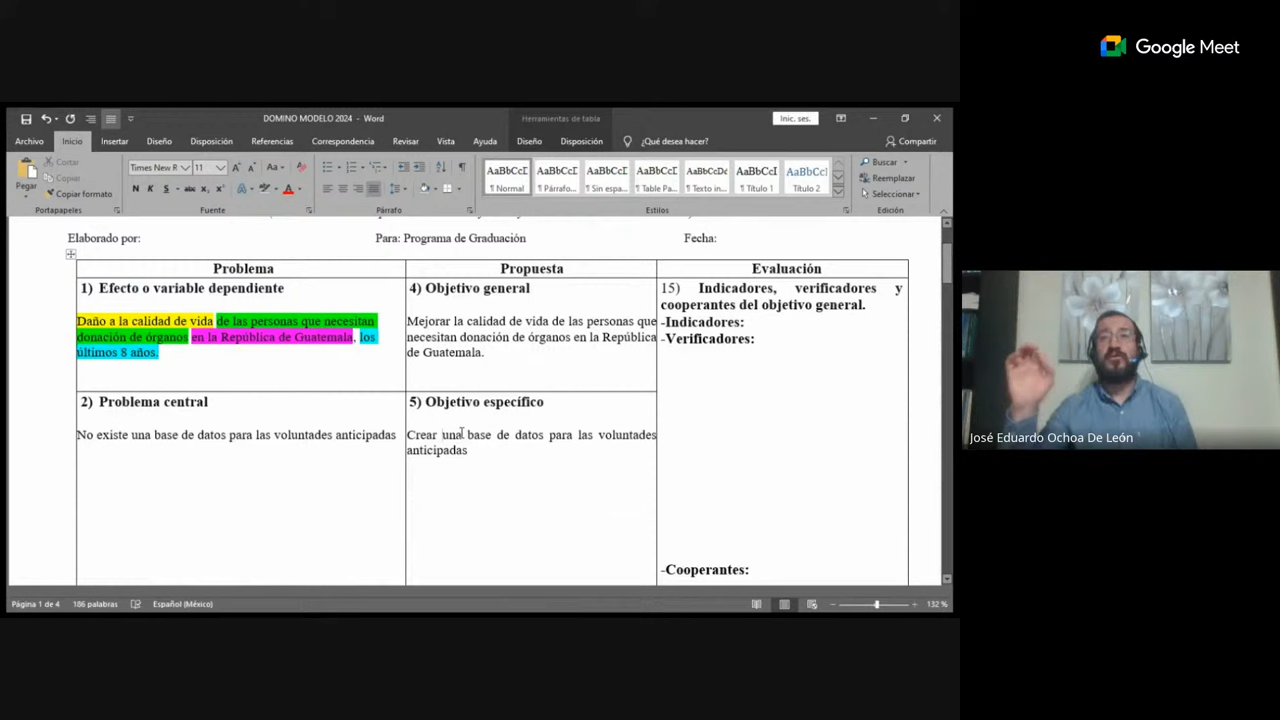 Google Meet
DOMINO MODELO 2024 - Word
Herramientas de tabla
Inic. ses.
Archivo Inicio Insertar Diseño Disposición Referencias Correspondencia Revisar Vista Ayuda Diseño Disposición ¿Qué desea hacer? Compartir
Pegar
Cortar
Copiar
Copiar formato
Portapapeles
Times New R 11
N K S abc x₂ x²
Fuente
Párrafo
AaBbCcI AaBbCcI AaBbCcI AaBbCcI AaBbCcDc AaBbCcI AaBbCcI
¶ Normal ¶ Párrafo... ¶ Sin espa... ¶ Table Pa... ¶ Texto in... ¶ Título 1 ¶ Título 2
Estilos
Buscar
Reemplazar
Seleccionar
Edición
Elaborado por: Para: Programa de Graduación Fecha:
Problema Propuesta Evaluación
1) Efecto o variable dependiente
Daño a la calidad de vida de las personas que necesitan
donación de órganos en la República de Guatemala, los
últimos 8 años.
4) Objetivo general
Mejorar la calidad de vida de las personas que
necesitan donación de órganos en la República
de Guatemala.
15) Indicadores, verificadores y
cooperantes del objetivo general.
-Indicadores:
-Verificadores:
2) Problema central
No existe una base de datos para las voluntades anticipadas
5) Objetivo específico
Crear una base de datos para las voluntades
anticipadas
-Cooperantes:
Página 1 de 4 186 palabras Español (México) 132 %
José Eduardo Ochoa De León